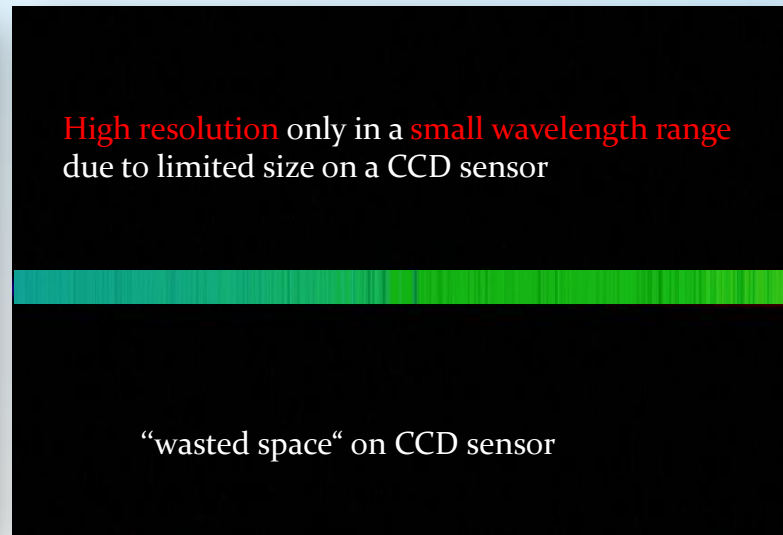 High resolution only in a small wavelength range
due to limited size on a CCD sensor
“wasted space“ on CCD sensor